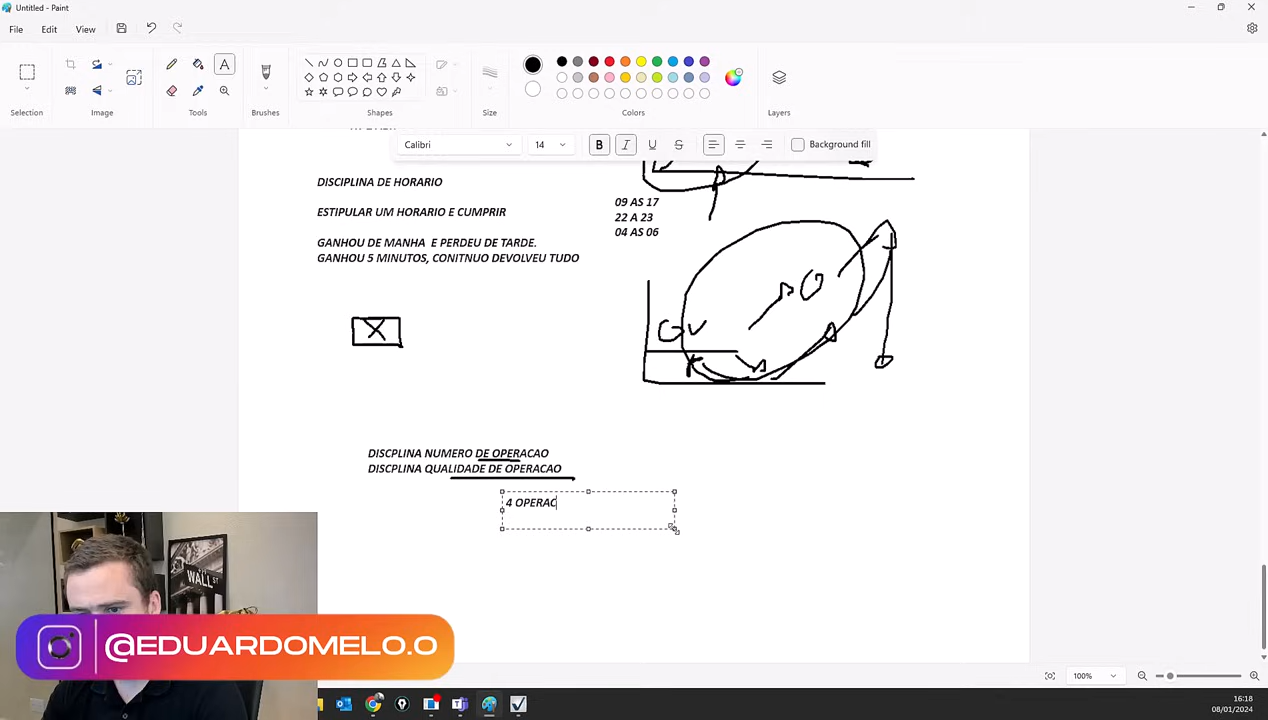 Untitled - Paint
File Edit View
Selection Image Tools Brushes Shapes Size Colors Layers
Calibri 14 Background fill
DISCIPLINA DE HORARIO
ESTIPULAR UM HORARIO E CUMPRIR
GANHOU DE MANHA E PERDEU DE TARDE.
GANHOU 5 MINUTOS, CONITNUO DEVOLVEU TUDO
09 AS 17
22 A 23
04 AS 06
X
DISCPLINA NUMERO DE OPERACAO
DISCPLINA QUALIDADE DE OPERACAO
4 OPERAC
WALL ST
@EDUARDOMELO.O
100%
16:18
08/01/2024